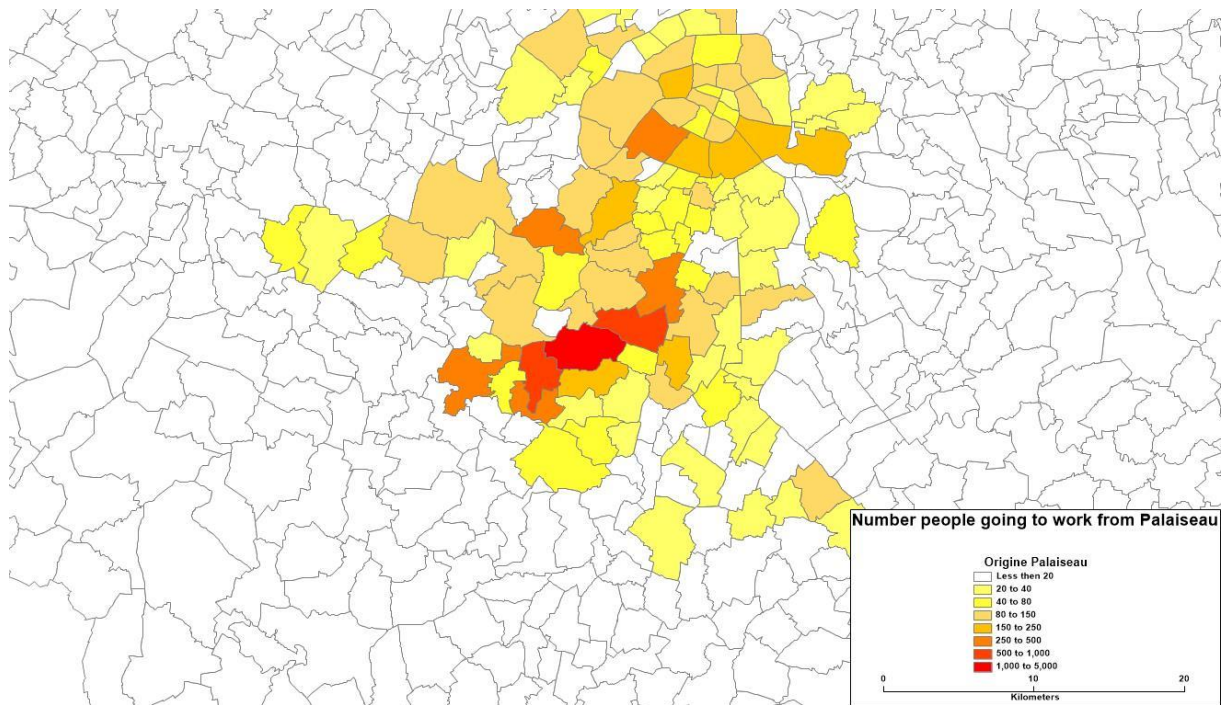 Number people going to work from Palaiseau
Origine Palaiseau
Less then 20
20 to 40
40 to 80
80 to 150
150 to 250
250 to 500
500 to 1,000
1,000 to 5,000
0 10 20
Kilometers